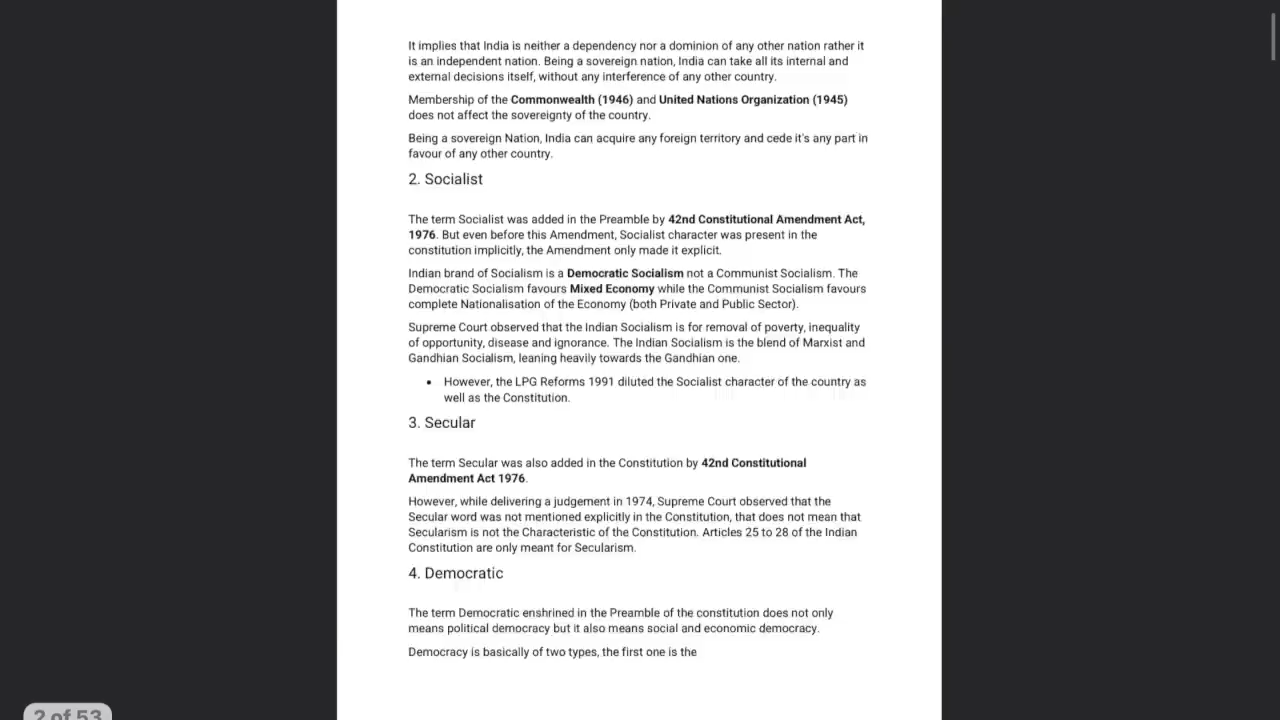 It implies that India is neither a dependency nor a dominion of any other nation rather it
is an independent nation. Being a sovereign nation, India can take all its internal and
external decisions itself, without any interference of any other country.
Membership of the Commonwealth (1946) and United Nations Organization (1945)
does not affect the sovereignty of the country.
Being a sovereign Nation, India can acquire any foreign territory and cede it's any part in
favour of any other country.
2. Socialist
The term Socialist was added in the Preamble by 42nd Constitutional Amendment Act,
1976. But even before this Amendment, Socialist character was present in the
constitution implicitly, the Amendment only made it explicit.
Indian brand of Socialism is a Democratic Socialism not a Communist Socialism. The
Democratic Socialism favours Mixed Economy while the Communist Socialism favours
complete Nationalisation of the Economy (both Private and Public Sector).
Supreme Court observed that the Indian Socialism is for removal of poverty, inequality
of opportunity, disease and ignorance. The Indian Socialism is the blend of Marxist and
Gandhian Socialism, leaning heavily towards the Gandhian one.
• However, the LPG Reforms 1991 diluted the Socialist character of the country as
well as the Constitution.
3. Secular
The term Secular was also added in the Constitution by 42nd Constitutional
Amendment Act 1976.
However, while delivering a judgement in 1974, Supreme Court observed that the
Secular word was not mentioned explicitly in the Constitution, that does not mean that
Secularism is not the Characteristic of the Constitution. Articles 25 to 28 of the Indian
Constitution are only meant for Secularism.
4. Democratic
The term Democratic enshrined in the Preamble of the constitution does not only
means political democracy but it also means social and economic democracy.
Democracy is basically of two types, the first one is the
2 of 53